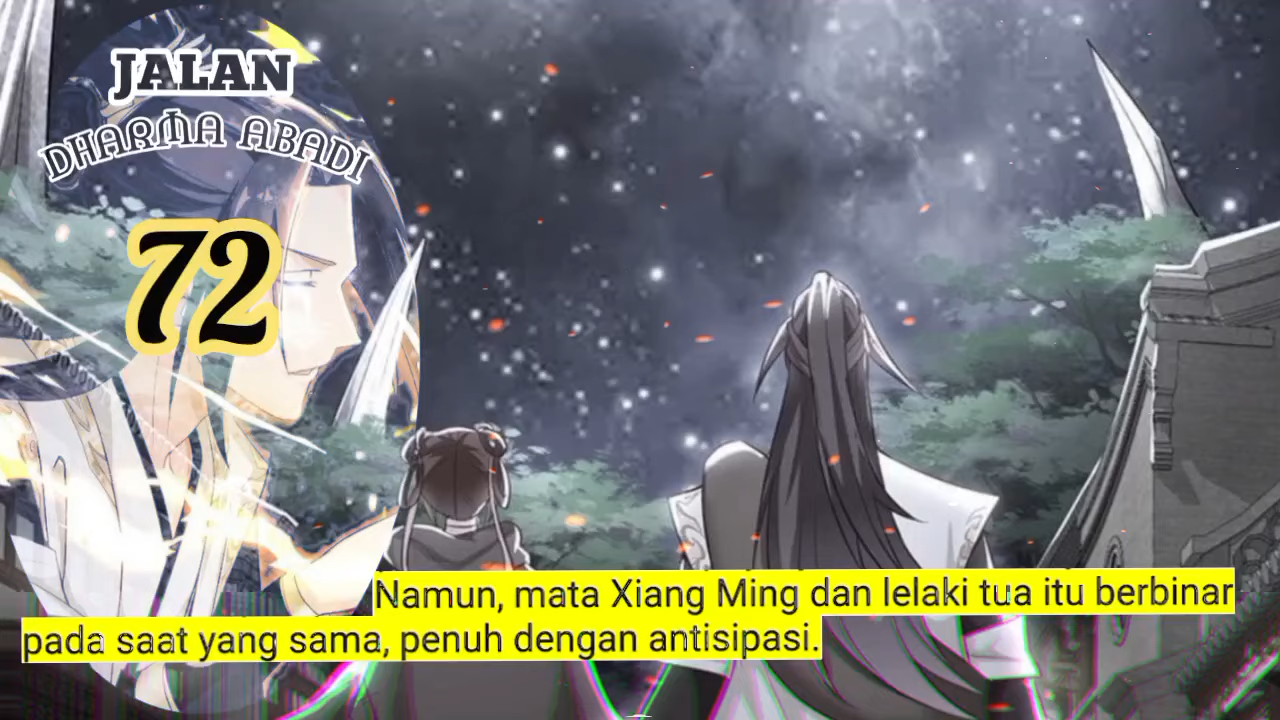 JALAN
DHARMA ABADI
72
Namun, mata Xiang Ming dan lelaki tua itu berbinar
pada saat yang sama, penuh dengan antisipasi.